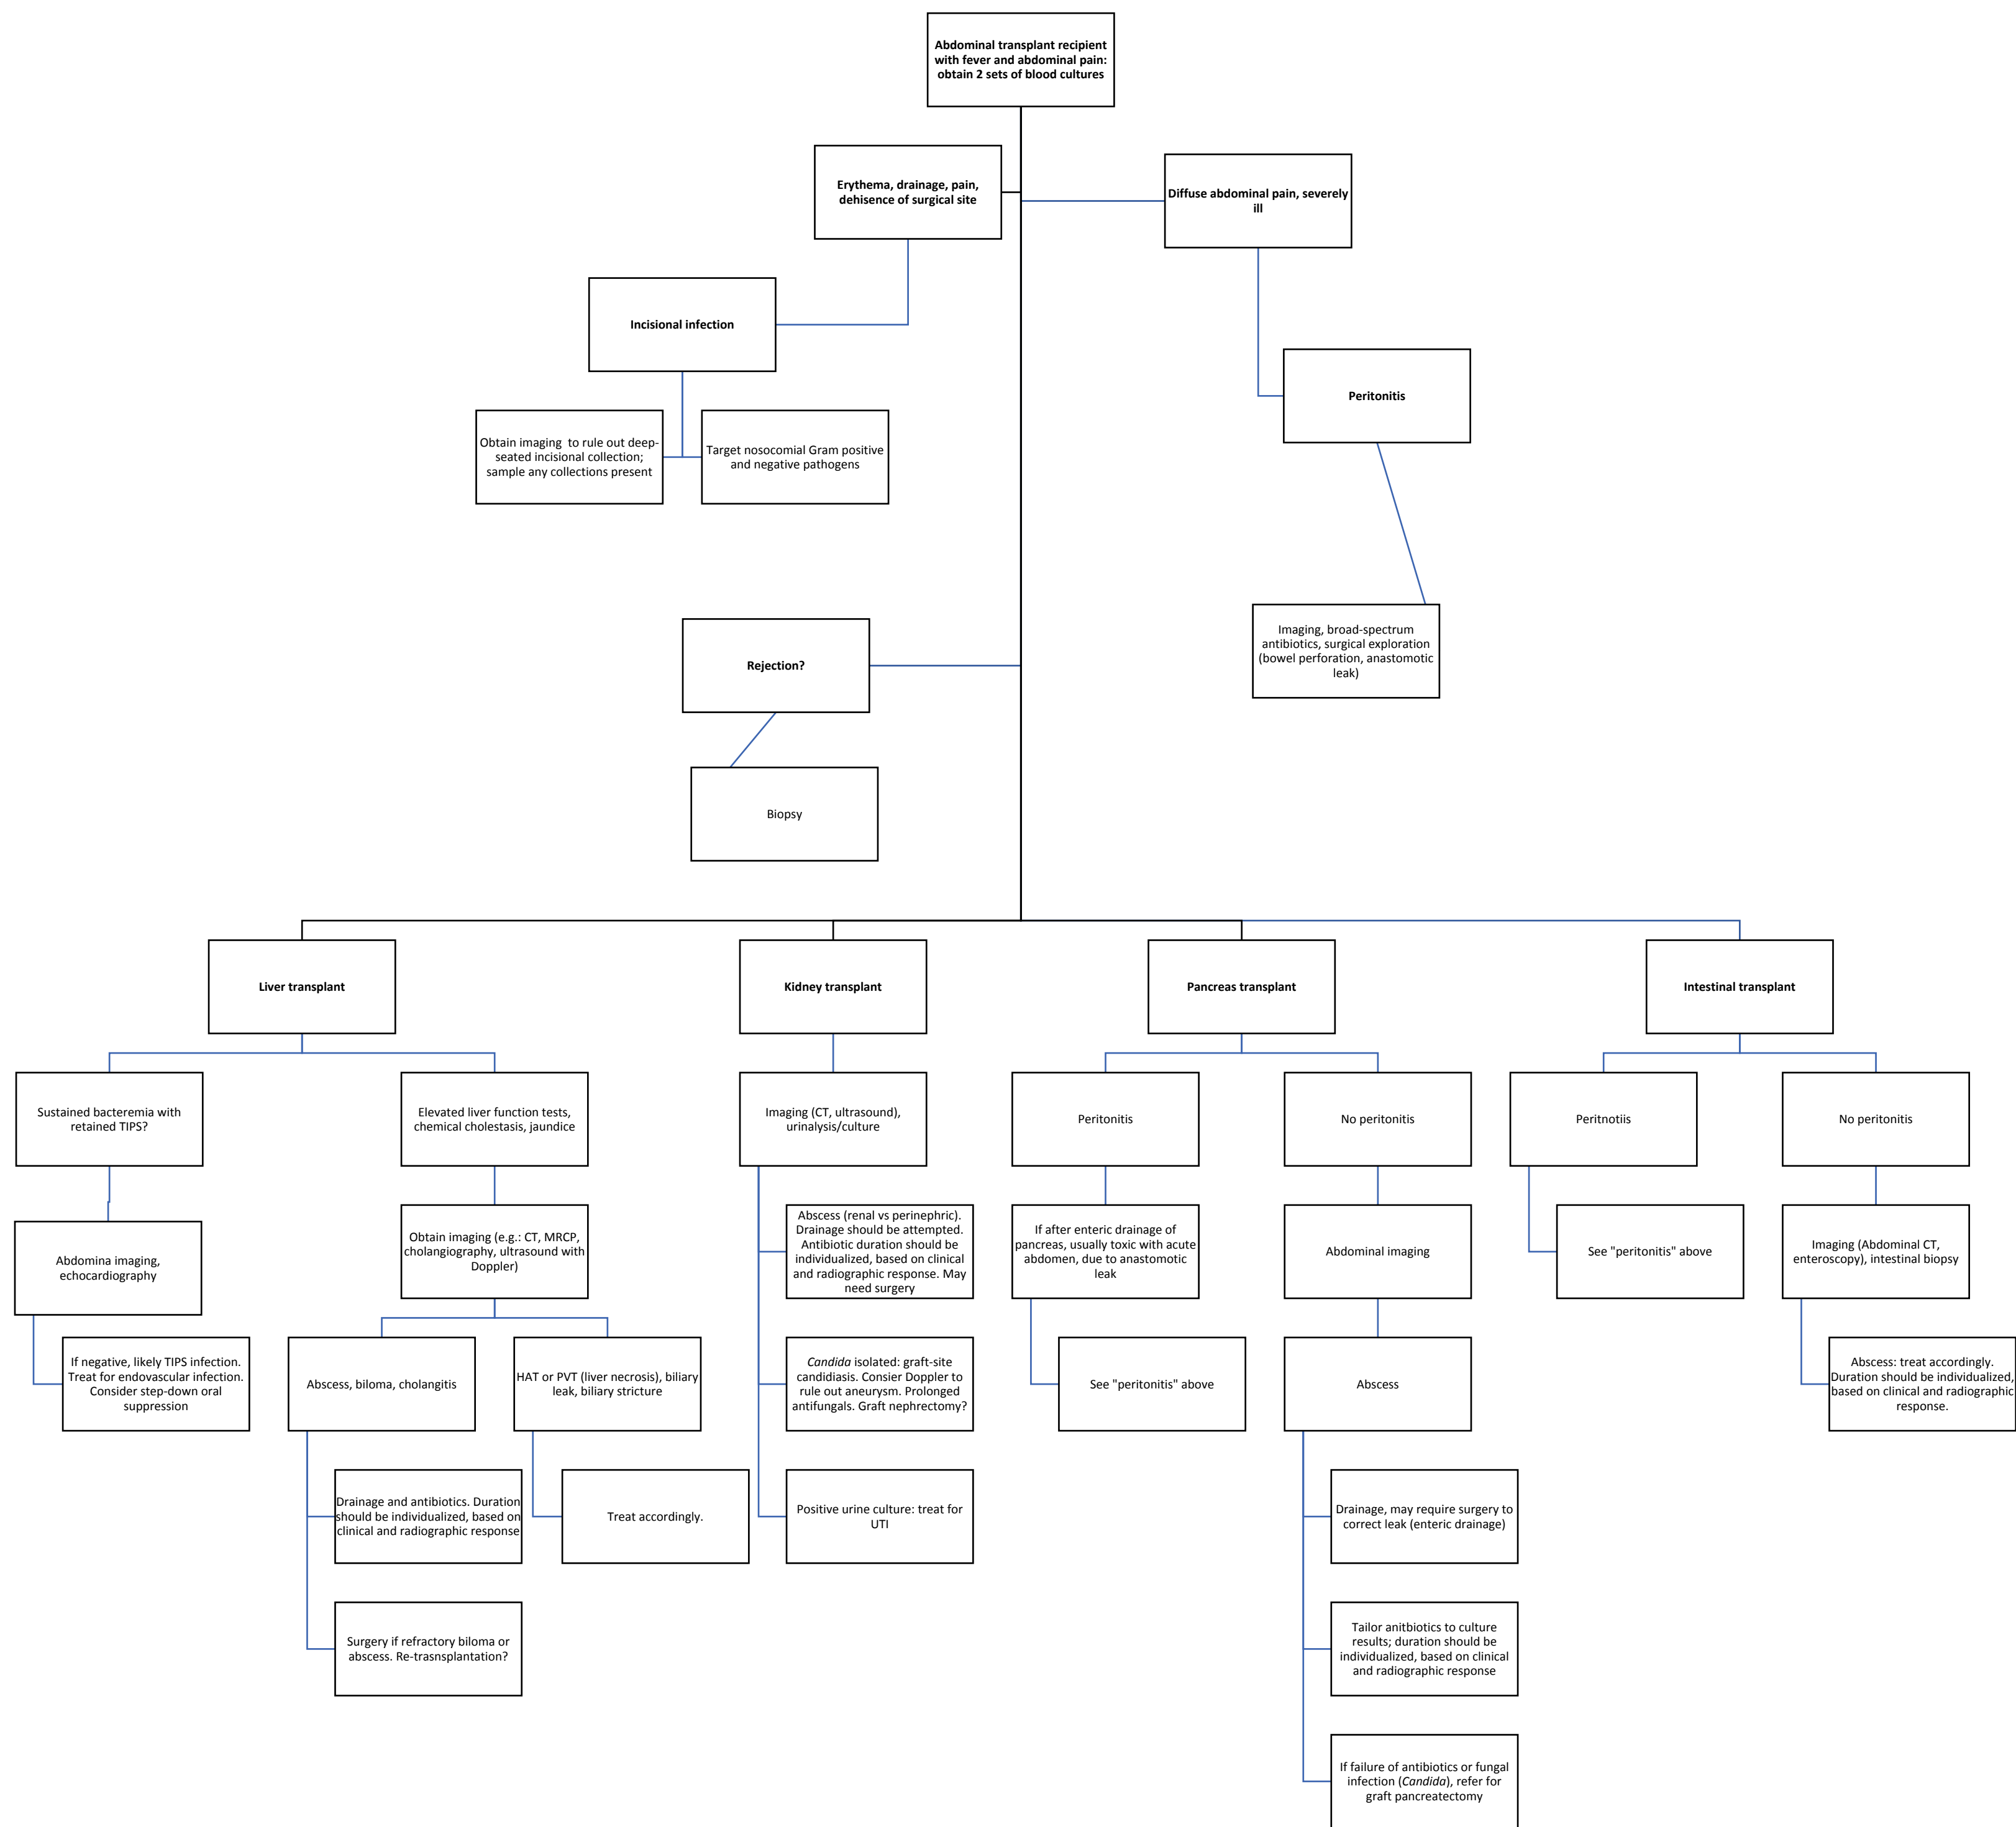 Abdominal transplant recipient
with fever and abdominal pain:
obtain 2 sets of blood cultures
Erythema, drainage, pain,
dehisence of surgical site
Diffuse abdominal pain, severely
ill
Incisional infection
Peritonitis
Obtain imaging to rule out deep-
seated incisional collection;
sample any collections present
Target nosocomial Gram positive
and negative pathogens
Imaging, broad-spectrum
antibiotics, surgical exploration
(bowel perforation, anastomotic
leak)
Rejection?
Biopsy
Liver transplant
Kidney transplant
Pancreas transplant
Intestinal transplant
Sustained bacteremia with
retained TIPS?
Elevated liver function tests,
chemical cholestasis, jaundice
Imaging (CT, ultrasound),
urinalysis/culture
Peritonitis
No peritonitis
Peritnotiis
No peritonitis
Abdomina imaging,
echocardiography
Obtain imaging (e.g.: CT, MRCP,
cholangiography, ultrasound with
Doppler)
Abscess (renal vs perinephric).
Drainage should be attempted.
Antibiotic duration should be
individualized, based on clinical
and radiographic response. May
need surgery
If after enteric drainage of
pancreas, usually toxic with acute
abdomen, due to anastomotic
leak
Abdominal imaging
See "peritonitis" above
Imaging (Abdominal CT,
enteroscopy), intestinal biopsy
If negative, likely TIPS infection.
Treat for endovascular infection.
Consider step-down oral
suppression
Abscess, biloma, cholangitis
HAT or PVT (liver necrosis), biliary
leak, biliary stricture
Candida isolated: graft-site
candidiasis. Consier Doppler to
rule out aneurysm. Prolonged
antifungals. Graft nephrectomy?
See "peritonitis" above
Abscess
Abscess: treat accordingly.
Duration should be individualized,
based on clinical and radiographic
response.
Drainage and antibiotics. Duration
should be individualized, based on
clinical and radiographic response
Treat accordingly.
Positive urine culture: treat for
UTI
Drainage, may require surgery to
correct leak (enteric drainage)
Surgery if refractory biloma or
abscess. Re-trasnsplantation?
Tailor anitbiotics to culture
results; duration should be
individualized, based on clinical
and radiographic response
If failure of antibiotics or fungal
infection (Candida), refer for
graft pancreatectomy